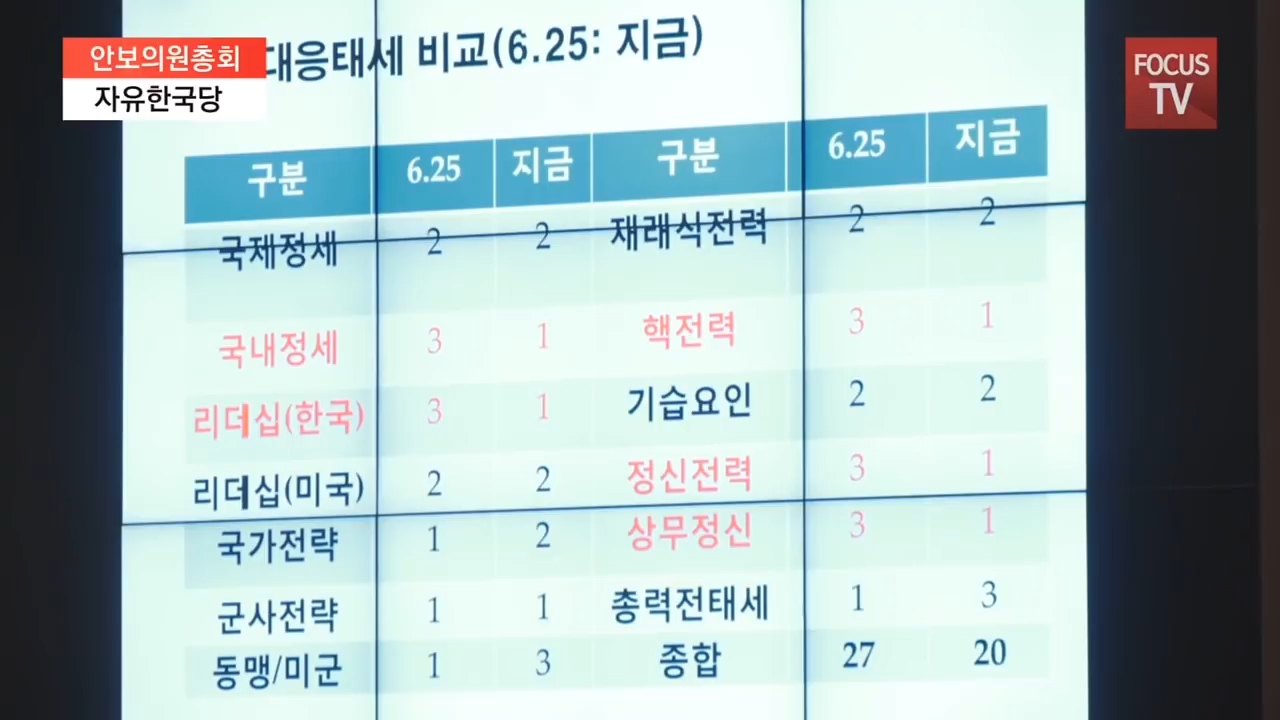 안보의원총회
자유한국당
대응태세 비교(6.25: 지금)
FOCUS
TV
구분 6.25 지금 구분 6.25 지금
국제정세 2 2 재래식전력 2 2
국내정세 3 1 핵전력 3 1
리더십(한국) 3 1 기습요인 2 2
리더십(미국) 2 2 정신전력 3 1
국가전략 1 2 상무정신 3 1
군사전략 1 1 총력전태세 1 3
동맹/미군 1 3 종합 27 20